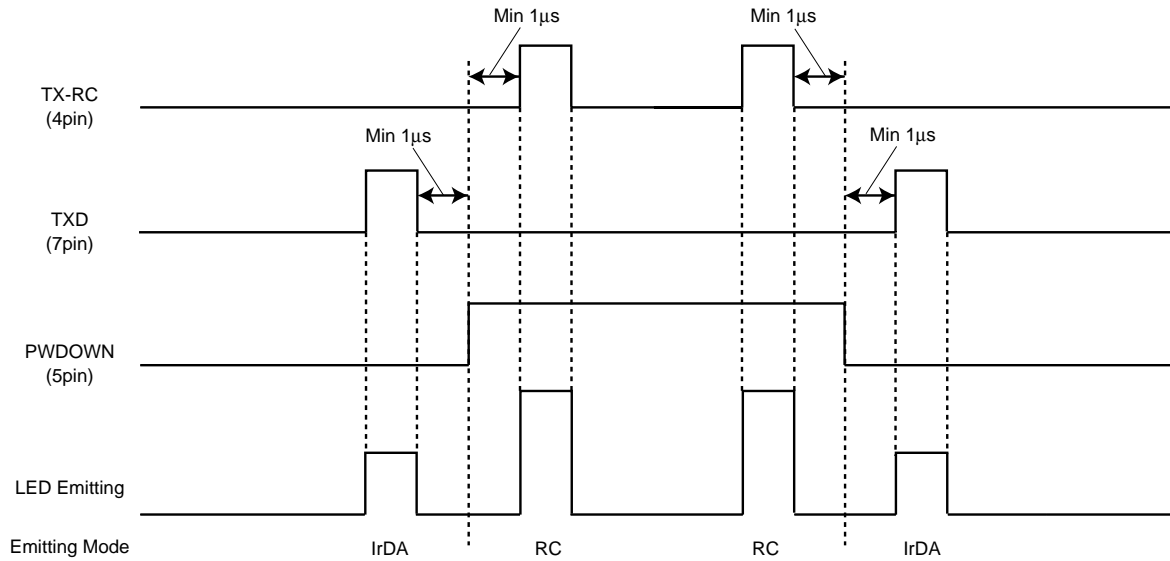 Min 1μs
Min 1μs
TX-RC
(4pin)
Min 1μs
Min 1μs
TXD
(7pin)
PWDOWN
(5pin)
LED Emitting
Emitting Mode
IrDA
RC
RC
IrDA